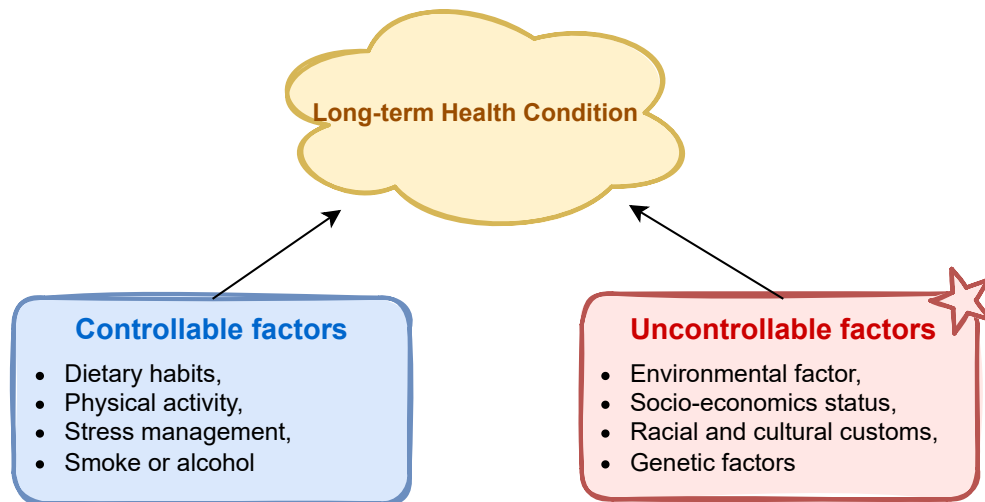 Long-term Health Condition
Controllable factors
Dietary habits,
Physical activity,
Stress management,
Smoke or alcohol
Uncontrollable factors
Environmental factor,
Socio-economics status,
Racial and cultural customs,
Genetic factors